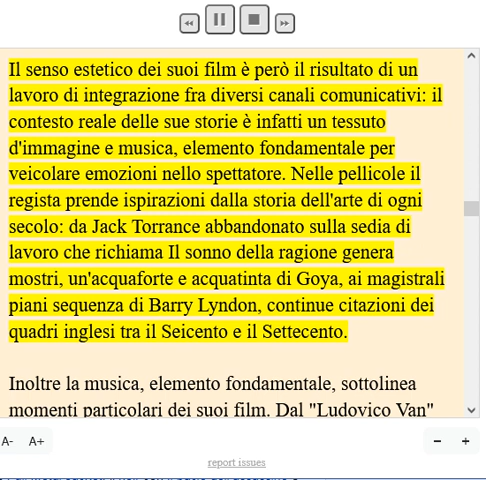 Il senso estetico dei suoi film è però il risultato di un
lavoro di integrazione fra diversi canali comunicativi: il
contesto reale delle sue storie è infatti un tessuto
d'immagine e musica, elemento fondamentale per
veicolare emozioni nello spettatore. Nelle pellicole il
regista prende ispirazioni dalla storia dell'arte di ogni
secolo: da Jack Torrance abbandonato sulla sedia di
lavoro che richiama Il sonno della ragione genera
mostri, un'acquaforte e acquatinta di Goya, ai magistrali
piani sequenza di Barry Lyndon, continue citazioni dei
quadri inglesi tra il Seicento e il Settecento.
Inoltre la musica, elemento fondamentale, sottolinea
momenti particolari dei suoi film. Dal "Ludovico Van"
A- A+ - +
report issues